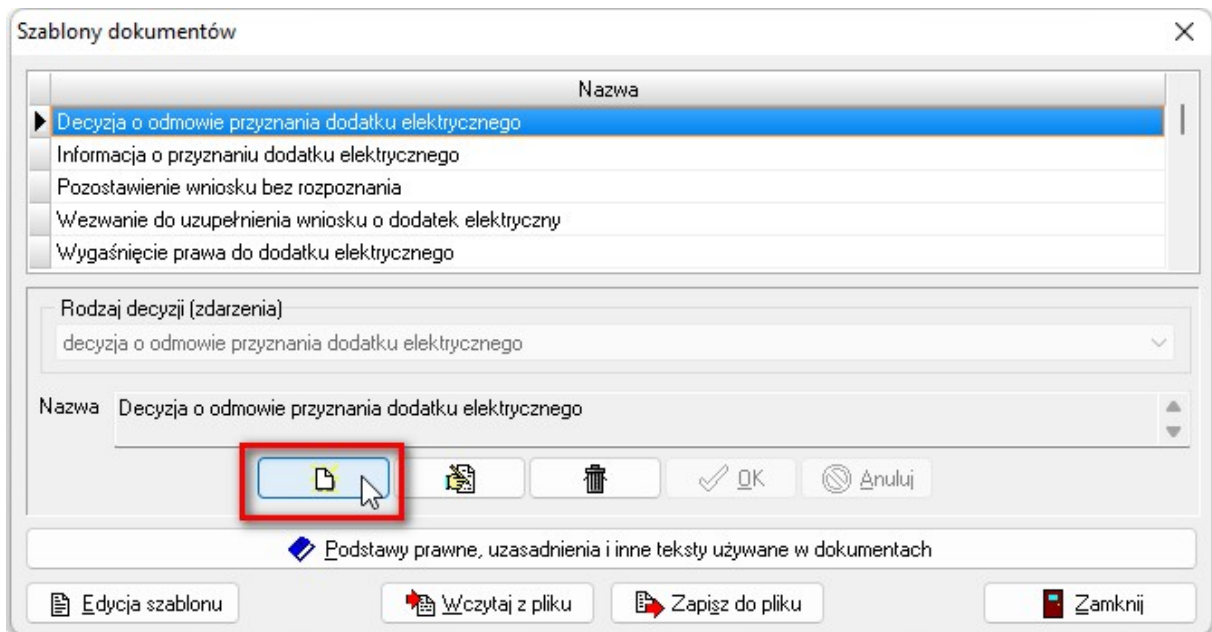 Szablony dokumentów
Nazwa
Decyzja o odmowie przyznania dodatku elektrycznego
Informacja o przyznaniu dodatku elektrycznego
Pozostawienie wniosku bez rozpoznania
Wezwanie do uzupełnienia wniosku o dodatek elektryczny
Wygaśnięcie prawa do dodatku elektrycznego
Rodzaj decyzji (zdarzenia)
decyzja o odmowie przyznania dodatku elektrycznego
Nazwa Decyzja o odmowie przyznania dodatku elektrycznego
OK Anuluj
Podstawy prawne, uzasadnienia i inne teksty używane w dokumentach
Edycja szablonu Wczytaj z pliku Zapisz do pliku Zamknij